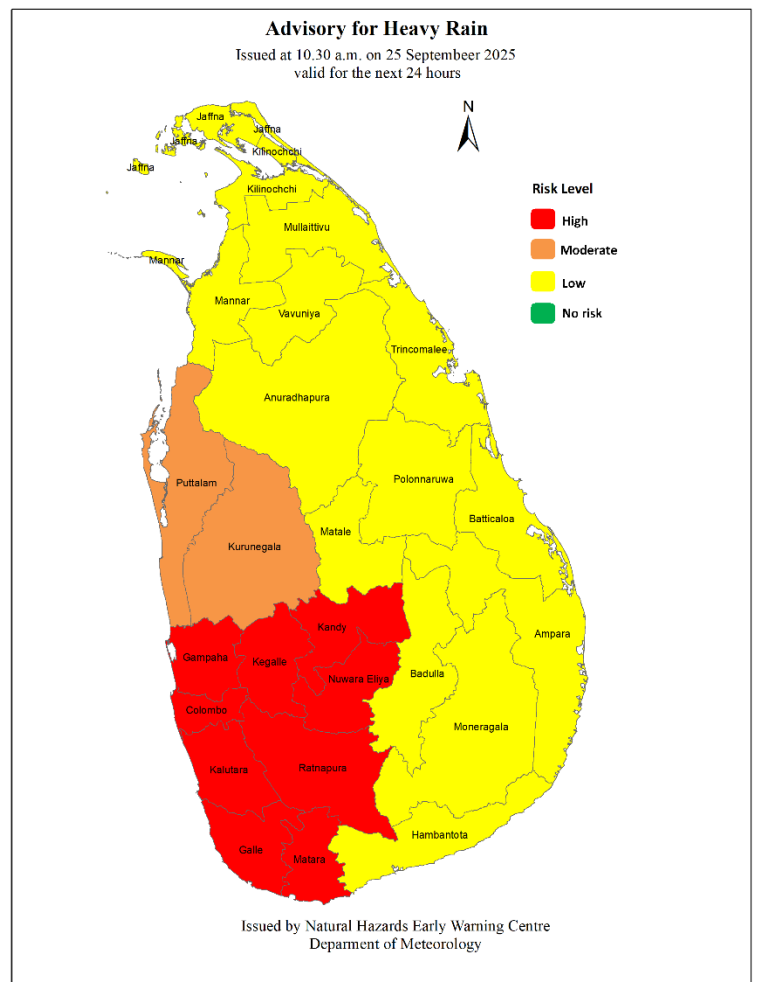 Advisory for Heavy Rain
Issued at 10.30 a.m. on 25 Septembeer 2025
valid for the next 24 hours
N
Jaffna
Jaffna
Jaffna
Kilinochchi
Jaffna
Kilinochchi
Risk Level
High
Mullaittivu
Moderate
Mannar
Low
Mannar
Vavuniya
No risk
Trincomalee
Anuradhapura
Polonnaruwa
Puttalam
Batticaloa
Matale
Kurunegala
Kandy
Ampara
Gampaha
Kegalle
Badulla
Nuwara Eliya
Colombo
Moneragala
Kalutara
Ratnapura
Hambantota
Galle
Matara
Issued by Natural Hazards Early Warning Centre
Deparment of Meteorology